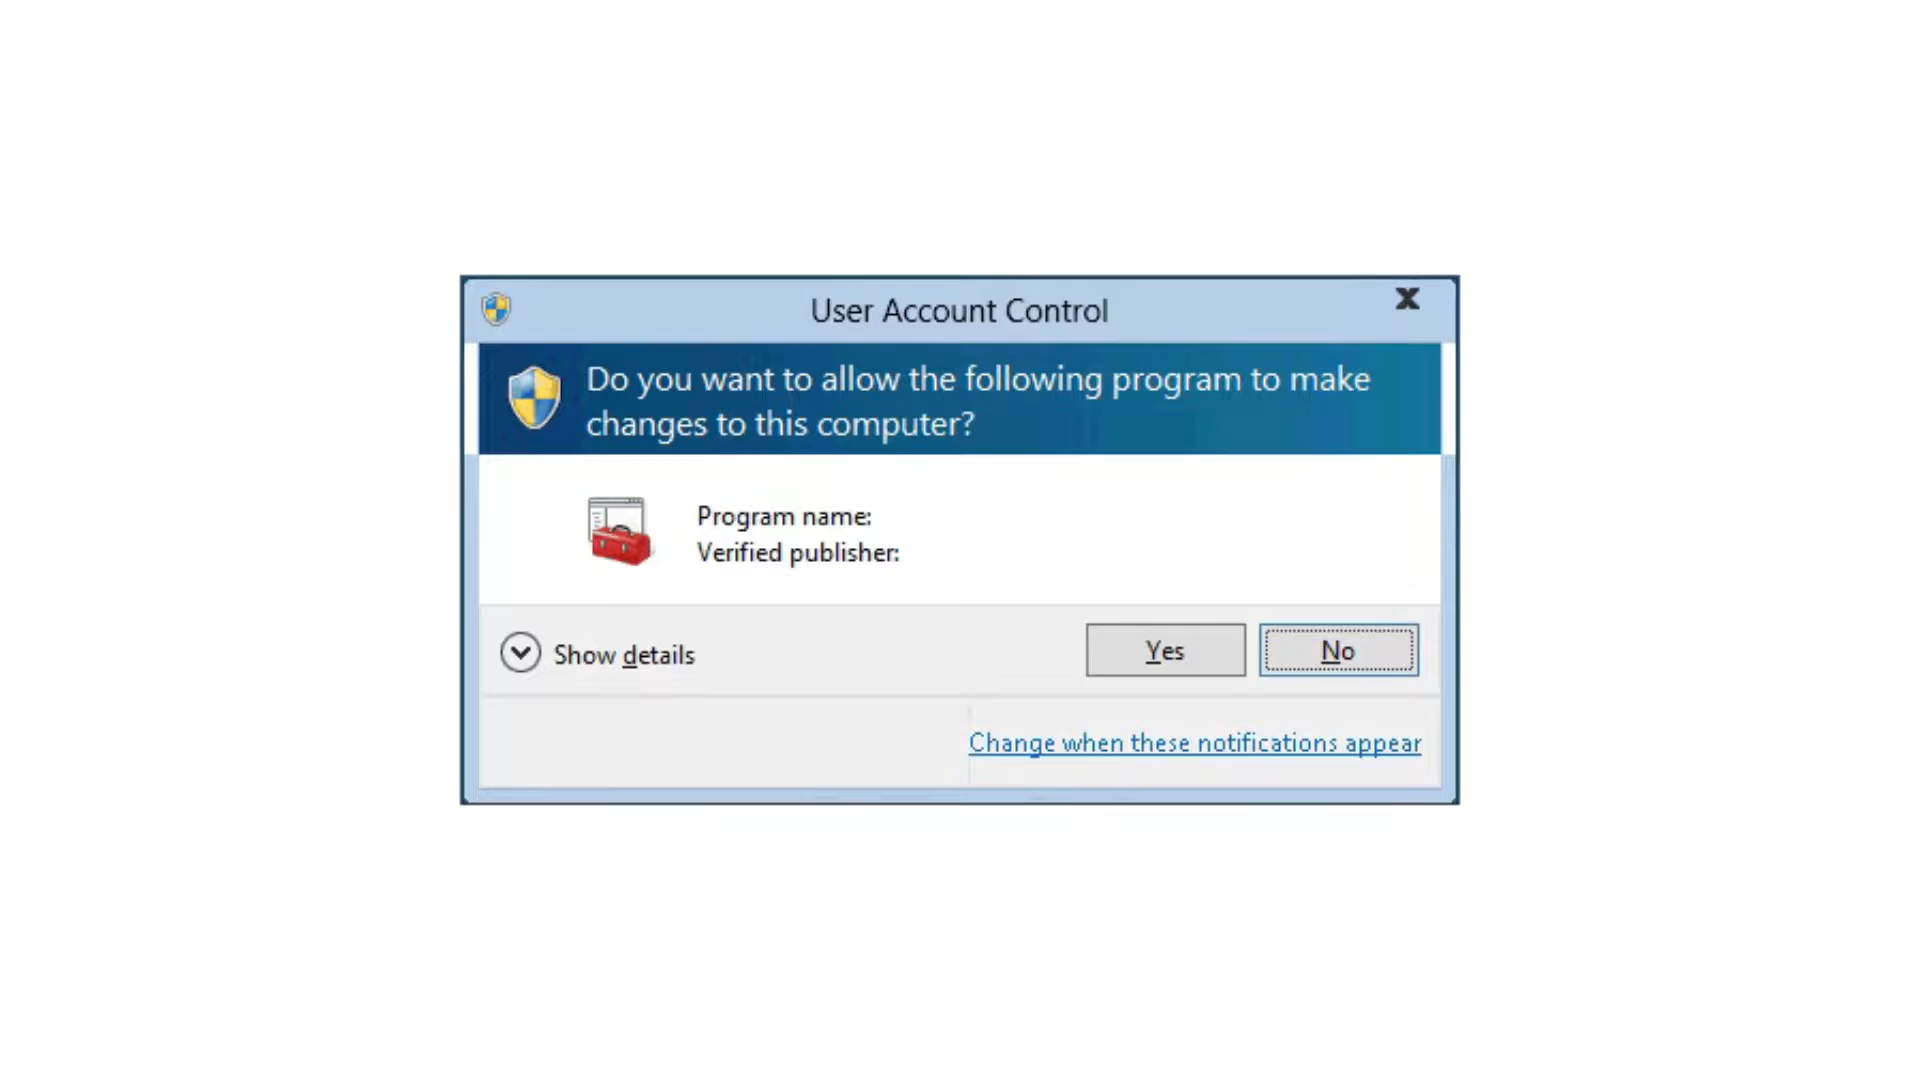 User Account Control
Do you want to allow the following program to make
changes to this computer?
Program name:
Verified publisher:
Show details
Yes
No
Change when these notifications appear